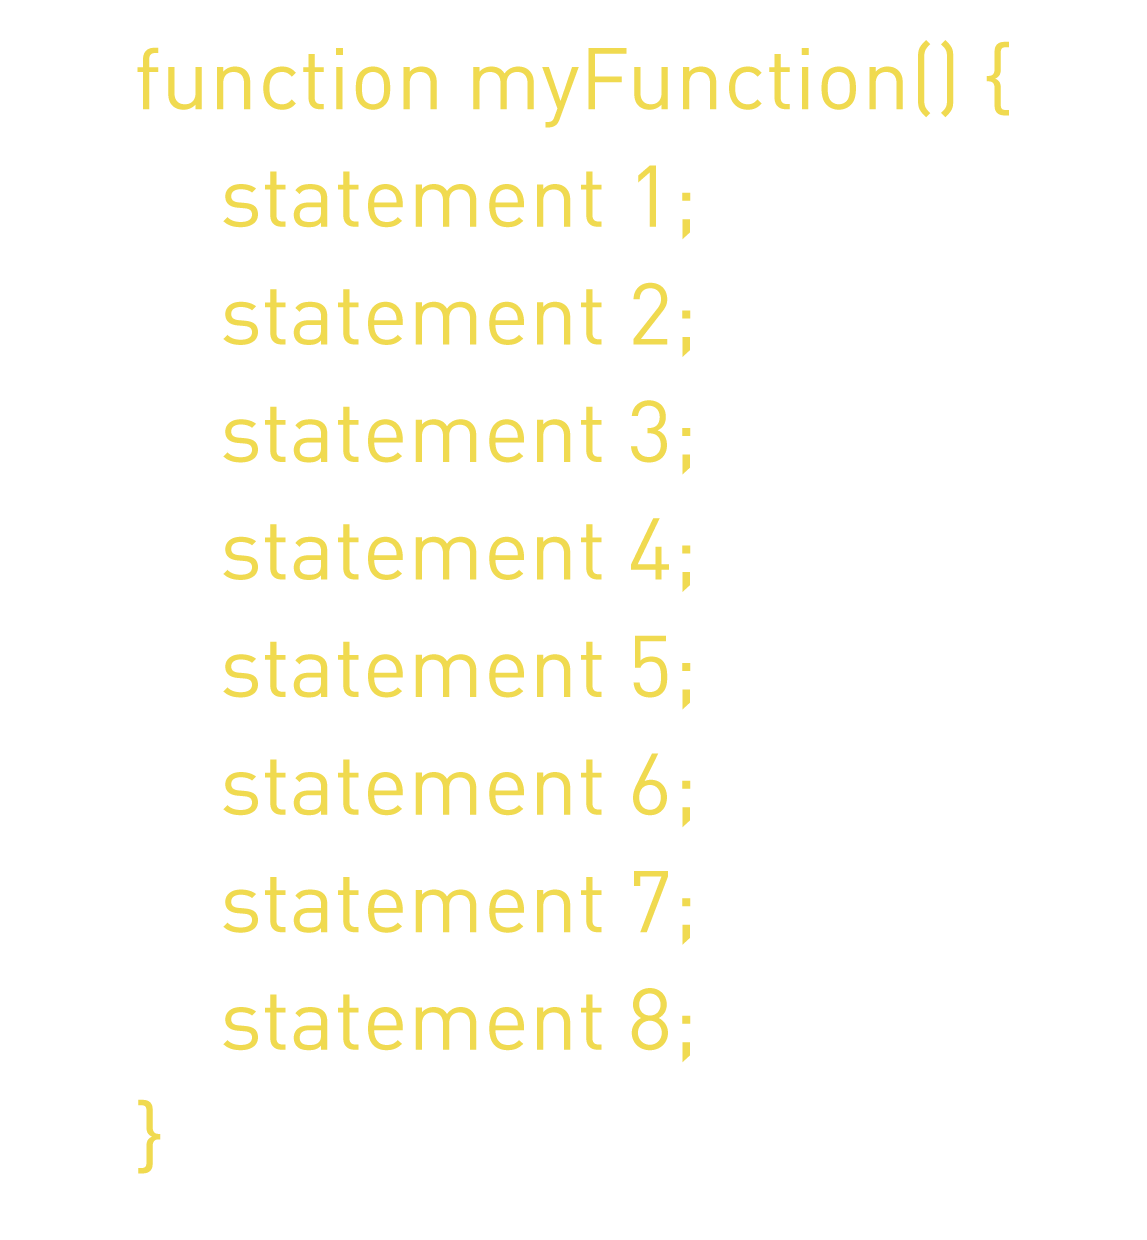 function myFunction() {
statement 1;
statement 2;
statement 3;
statement 4;
statement 5;
statement 6;
statement 7;
statement 8;
}